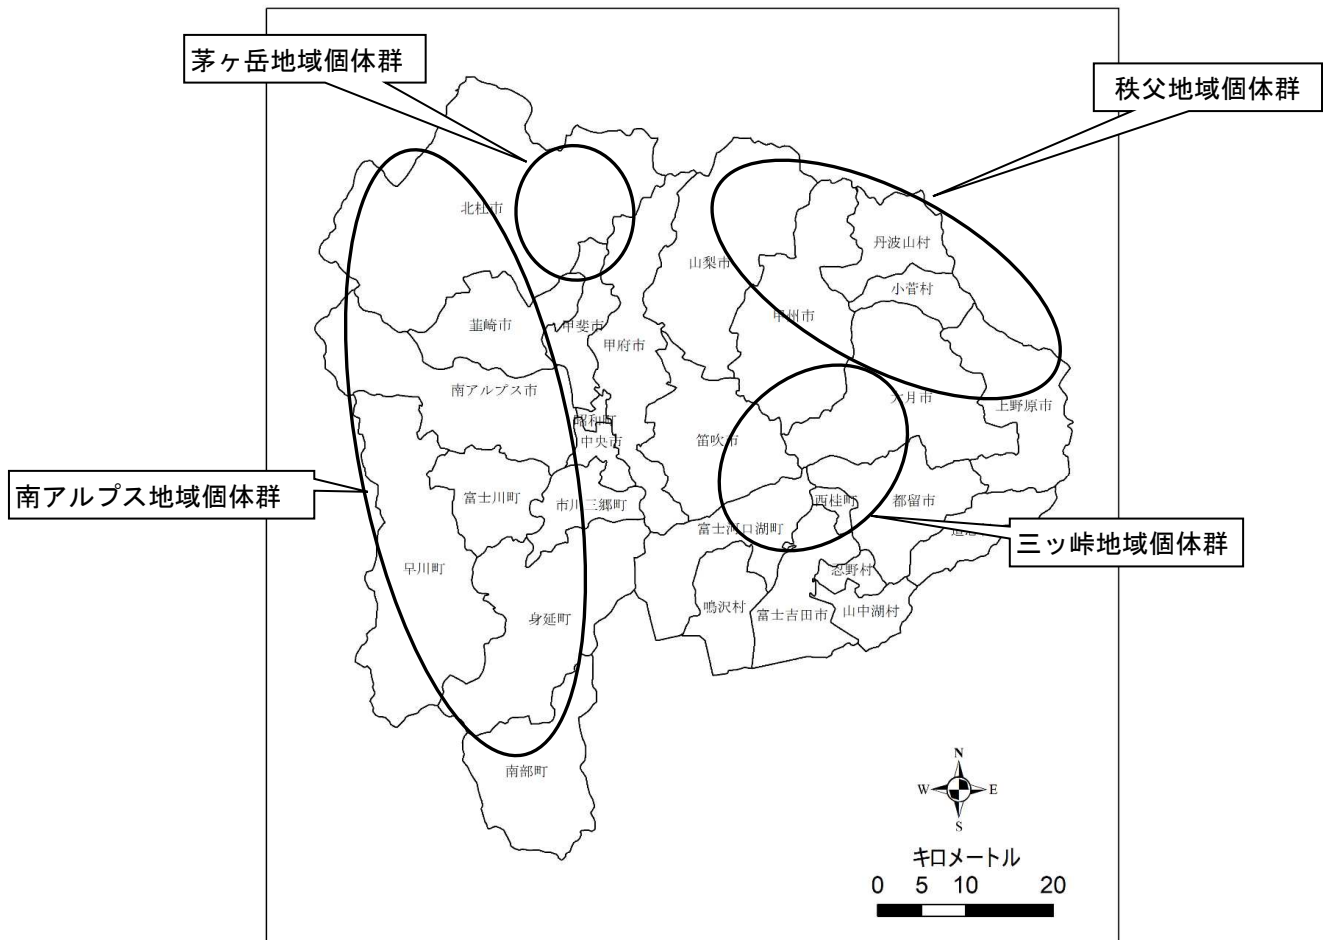 茅ヶ岳地域個体群
秩父地域個体群
北杜市
丹波山村
山梨市
小菅村
韮崎市
甲斐市
甲州市
甲府市
南アルプス市
大月市
上野原市
昭和町
中央市
笛吹市
南アルプス地域個体群
富士川町
市川三郷町
西桂町
都留市
富士河口湖町
三ッ峠地域個体群
早川町
忍野村
鳴沢村
富士吉田市
山中湖村
身延町
南部町
N
W
E
S
キロメートル
0 5 10 20